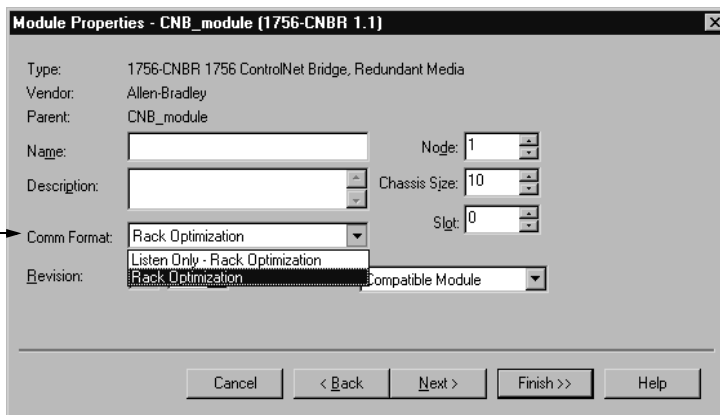 Module Properties - CNB_module (1756-CNBR 1.1)
Type: 1756-CNBR 1756 ControlNet Bridge, Redundant Media
Vendor: Allen-Bradley
Parent: CNB_module
Name: Node: 1
Description: Chassis Size: 10
Slot: 0
Comm Format: Rack Optimization
Listen Only - Rack Optimization
Rack Optimization
Revision: Compatible Module
Cancel < Back Next > Finish >> Help